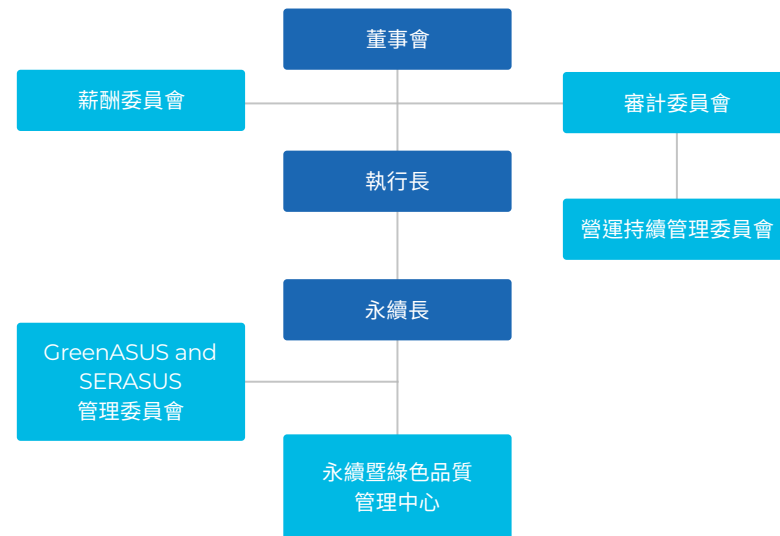 董事會
薪酬委員會
審計委員會
執行長
營運持續管理委員會
永續長
GreenASUS and
SERASUS
管理委員會
永續暨綠色品質
管理中心